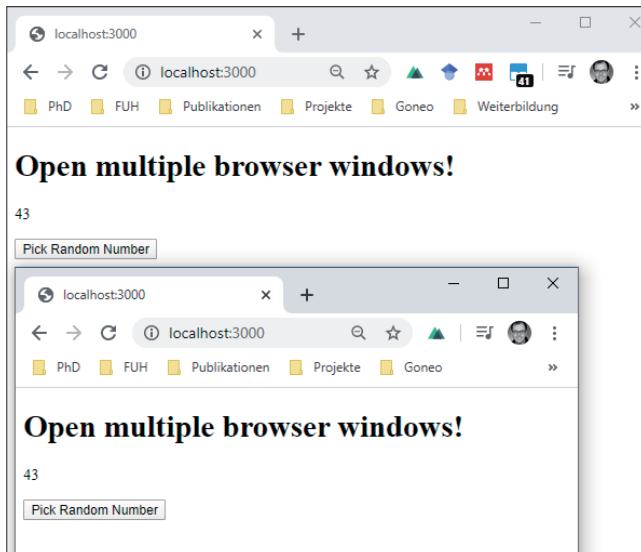 localhost:3000
localhost:3000
41
PhD FUH Publikationen Projekte Goneo Weiterbildung »
Open multiple browser windows!
43
Pick Random Number
localhost:3000
localhost:3000
PhD FUH Publikationen Projekte Goneo »
Open multiple browser windows!
43
Pick Random Number